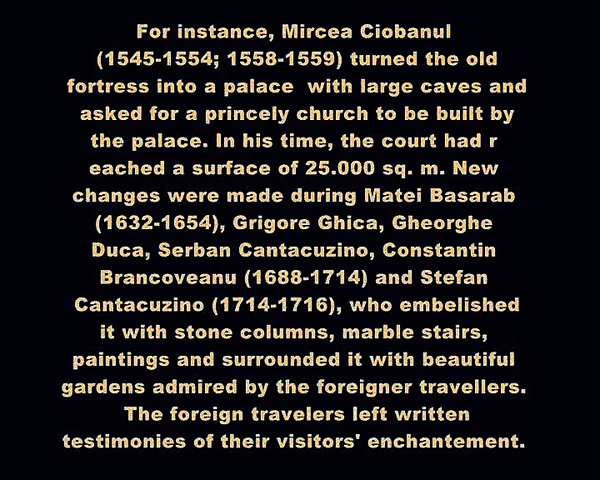 For instance, Mircea Ciobanul
(1545-1554; 1558-1559) turned the old
fortress into a palace with large caves and
asked for a princely church to be built by
the palace. In his time, the court had r
eached a surface of 25.000 sq. m. New
changes were made during Matei Basarab
(1632-1654), Grigore Ghica, Gheorghe
Duca, Serban Cantacuzino, Constantin
Brancoveanu (1688-1714) and Stefan
Cantacuzino (1714-1716), who embelished
it with stone columns, marble stairs,
paintings and surrounded it with beautiful
gardens admired by the foreigner travellers.
The foreign travelers left written
testimonies of their visitors' enchantement.